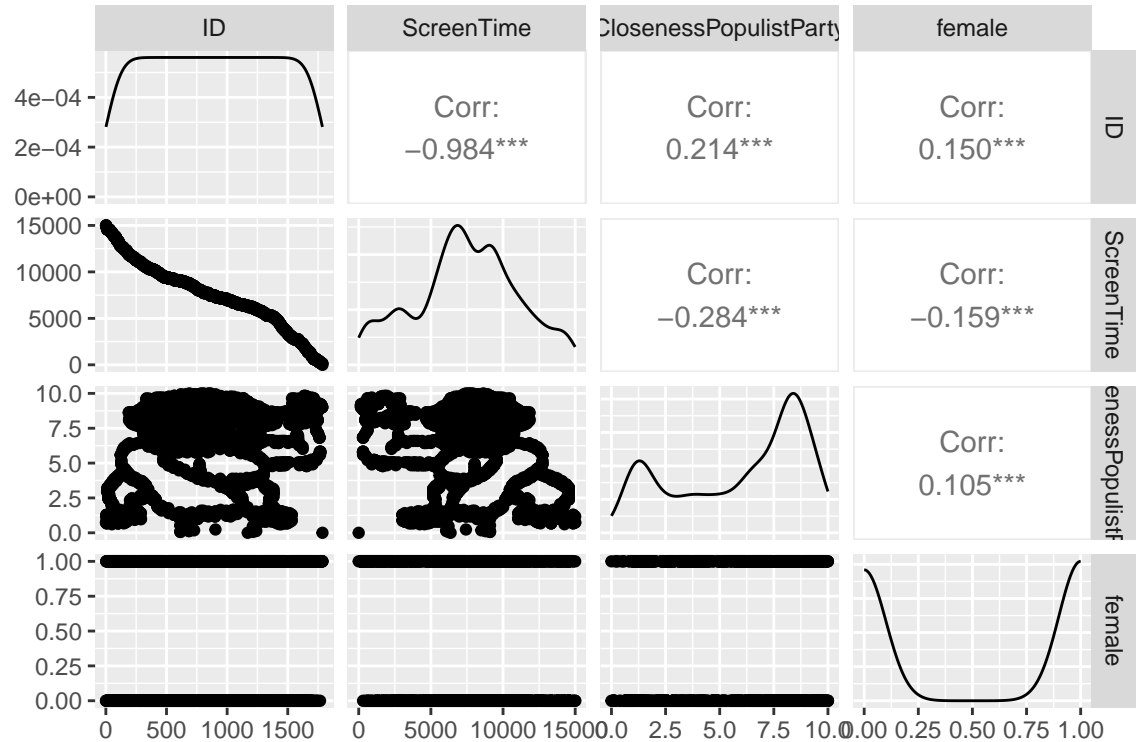 ID ScreenTime ClosenessPopulistParty female
4e−04
2e−04
0e+00
Corr:
−0.984***
Corr:
0.214***
Corr:
0.150***
ID
15000
10000
5000
0
Corr:
−0.284***
Corr:
−0.159***
ScreenTime
10.0
7.5
5.0
2.5
0.0
Corr:
0.105***
enessPopulistF
1.00
0.75
0.50
0.25
0.00
female
0 500 1000 1500 0 5000 10000 15000 0.0 2.5 5.0 7.5 10.0 0.00 0.25 0.50 0.75 1.00